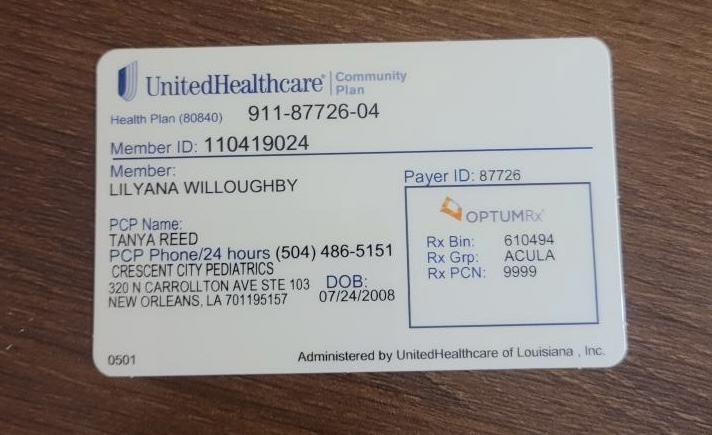 UnitedHealthcare® Community Plan
Health Plan (80840) 911-87726-04
Member ID: 110419024
Member:
LILYANA WILLOUGHBY
Payer ID: 87726
PCP Name:
TANYA REED
PCP Phone/24 hours (504) 486-5151
CRESCENT CITY PEDIATRICS
320 N CARROLLTON AVE STE 103
NEW ORLEANS, LA 701195157
DOB:
07/24/2008
OPTUMRx®
Rx Bin: 610494
Rx Grp: ACULA
Rx PCN: 9999
0501
Administered by UnitedHealthcare of Louisiana , Inc.